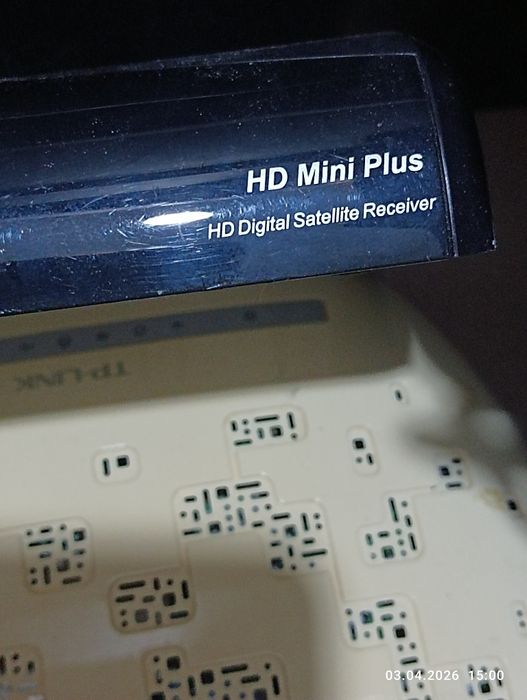 HD Mini Plus
HD Digital Satellite Receiver
TP-LINK
03.04.2026 15:00